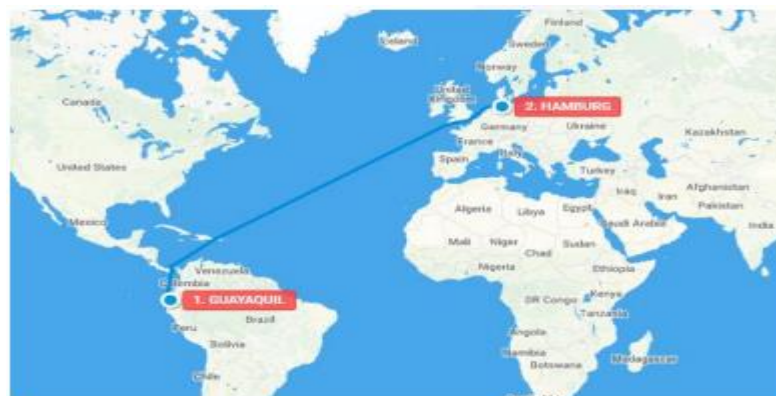 Finland
Iceland
Sweden
Norway
Canada
United
Kingdom
2. HAMBURG
Germany
Ukraine
France
Kazakhstan
United States
Spain
Italy
Turkey
Afghanistan
Iraq
Iran
Pakistan
Algeria
Libya
Egypt
Mexico
Saudi Arabia
India
Mali
Niger
Chad
Sudan
Venezuela
Nigeria
Ethiopia
Colombia
1. GUAYAQUIL
DR Congo
Kenya
Tanzania
Peru
Brazil
Angola
Bolivia
Namibia
Madagascar
Botswana
Chile